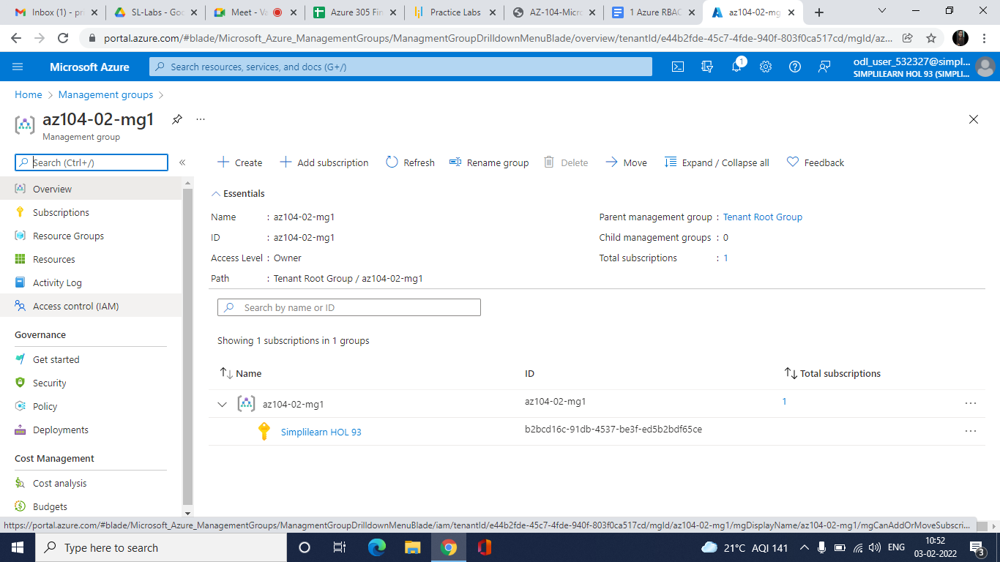 Inbox (1) - pri
SL-Labs - Goo
Meet - Va
Azure 305 Fin
Practice Labs
AZ-104-Micro
1 Azure RBAC
az104-02-mg
portal.azure.com/#blade/Microsoft_Azure_ManagementGroups/ManagmentGroupDrilldownMenuBlade/overview/tenantId/e44b2fde-45c7-4fde-940f-803f0ca517cd/mgId/az...
Microsoft Azure
Search resources, services, and docs (G+/)
1
odl_user_532327@simpl...
SIMPLILEARN HOL 93 (SIMPLI...
Home > Management groups >
az104-02-mg1
...
Management group
Search (Ctrl+/)
«
Create
Add subscription
Refresh
Rename group
Delete
Move
Expand / Collapse all
Feedback
Overview
Subscriptions
Resource Groups
Resources
Activity Log
Access control (IAM)
Governance
Get started
Security
Policy
Deployments
Cost Management
Cost analysis
Budgets
Essentials
Name : az104-02-mg1
ID : az104-02-mg1
Access Level : Owner
Path : Tenant Root Group / az104-02-mg1
Parent management group : Tenant Root Group
Child management groups : 0
Total subscriptions : 1
Search by name or ID
Showing 1 subscriptions in 1 groups
Name ID Total subscriptions
az104-02-mg1 az104-02-mg1 1 ...
Simplilearn HOL 93 b2bcd16c-91db-4537-be3f-ed5b2bdf65ce ...
https://portal.azure.com/#blade/Microsoft_Azure_ManagementGroups/ManagmentGroupDrilldownMenuBlade/iam/tenantId/e44b2fde-45c7-4fde-940f-803f0ca517cd/mgId/az104-02-mg1/mgDisplayName/az104-02-mg1/mgCanAddOrMoveSubscri...
Type here to search
21°C AQI 141
ENG
10:52
03-02-2022
3